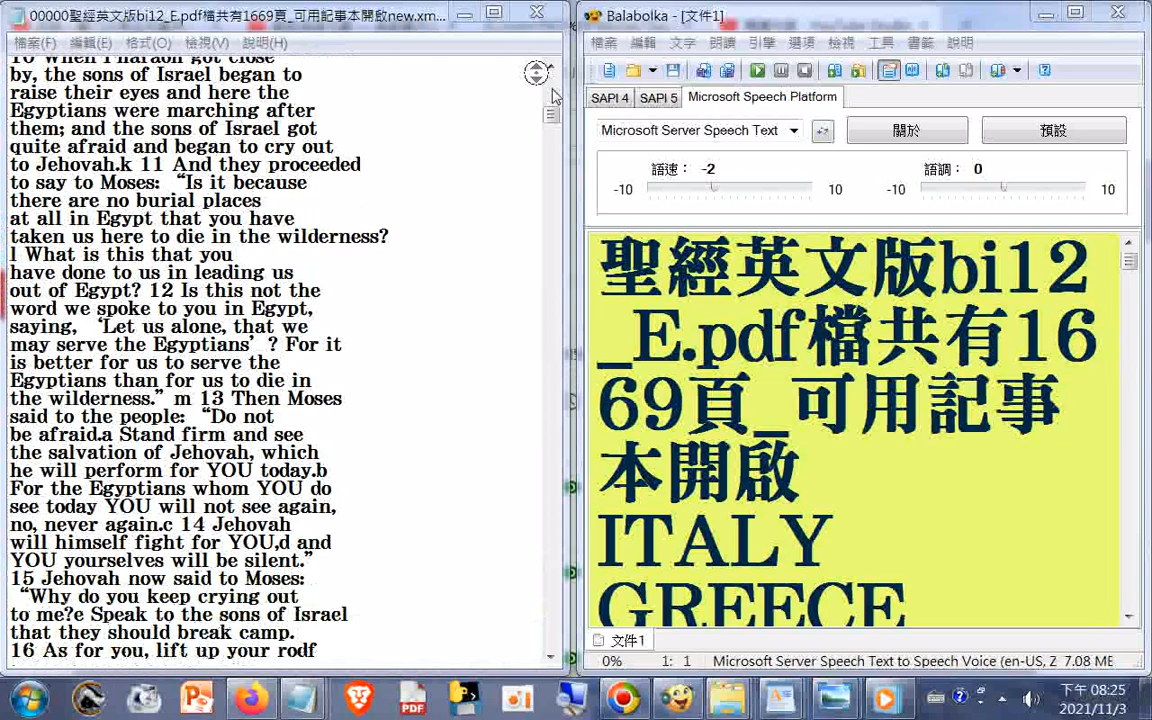 00000聖經英文版bi12_E.pdf檔共有1669頁_可用記事本開啟new.xm...
檔案(F) 編輯(E) 格式(O) 檢視(V) 說明(H)
10 When Pharaoh got close
by, the sons of Israel began to
raise their eyes and here the
Egyptians were marching after
them; and the sons of Israel got
quite afraid and began to cry out
to Jehovah.k 11 And they proceeded
to say to Moses: “Is it because
there are no burial places
at all in Egypt that you have
taken us here to die in the wilderness?
l What is this that you
have done to us in leading us
out of Egypt? 12 Is this not the
word we spoke to you in Egypt,
saying, ‘Let us alone, that we
may serve the Egyptians’? For it
is better for us to serve the
Egyptians than for us to die in
the wilderness.” m 13 Then Moses
said to the people: “Do not
be afraid.a Stand firm and see
the salvation of Jehovah, which
he will perform for YOU today.b
For the Egyptians whom YOU do
see today YOU will not see again,
no, never again.c 14 Jehovah
will himself fight for YOU,d and
YOU yourselves will be silent.”
15 Jehovah now said to Moses:
“Why do you keep crying out
to me?e Speak to the sons of Israel
that they should break camp.
16 As for you, lift up your rodf
Balabolka - [文件1]
檔案 編輯 文字 朗讀 引擎 選項 檢視 工具 書籤 說明
SAPI 4 SAPI 5 Microsoft Speech Platform
Microsoft Server Speech Text 關於 預設
語速: -2 語調: 0
-10 10 -10 10
聖經英文版bi12
_E.pdf檔共有16
69頁_可用記事
本開啟
ITALY
GREECE
文件1
0% 1: 1 Microsoft Server Speech Text to Speech Voice (en-US, Z 7.08 ME
PDF
下午 08:25
2021/11/3